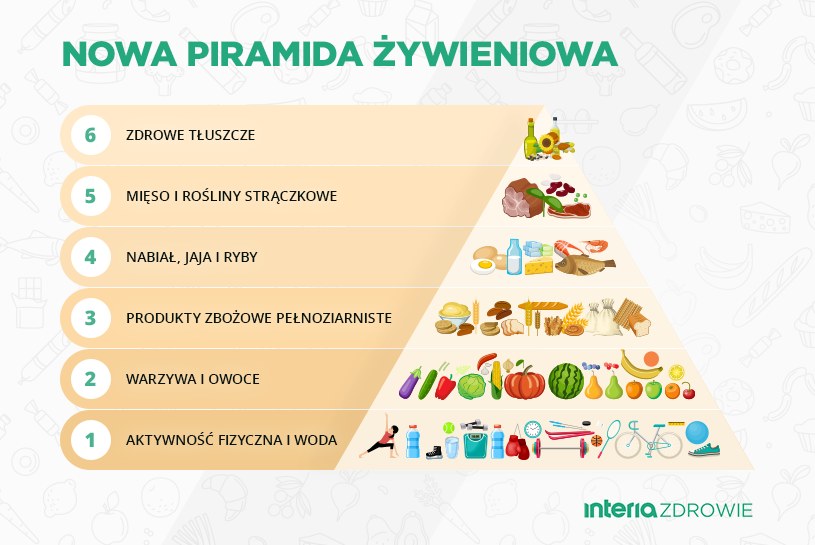 NOWA PIRAMIDA ŻYWIENIOWA
6 ZDROWE TŁUSZCZE
5 MIĘSO I ROŚLINY STRĄCZKOWE
4 NABIAŁ, JAJA I RYBY
3 PRODUKTY ZBOŻOWE PEŁNOZIARNISTE
2 WARZYWA I OWOCE
1 AKTYWNOŚĆ FIZYCZNA I WODA
interia ZDROWIE